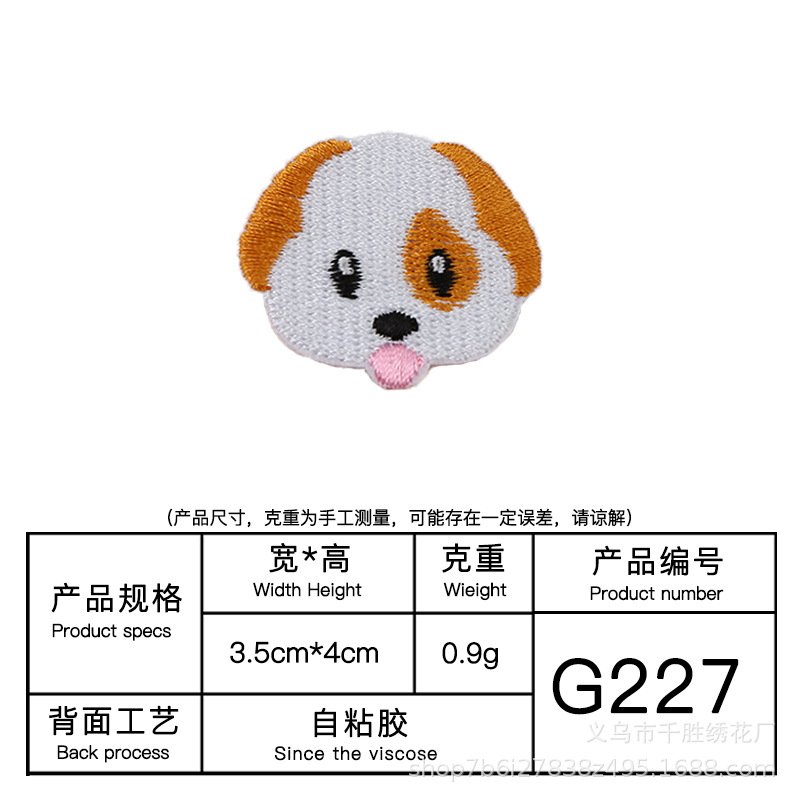 （产品尺寸，克重为手工测量，可能存在一定误差，请谅解）
产品规格
Product specs
宽*高
Width Height
克重
Wieight
产品编号
Product number
3.5cm*4cm
0.9g
G227
背面工艺
Back process
自粘胶
Since the viscose
义乌市千胜绣花厂
shop7b6i27838z495.1688.com